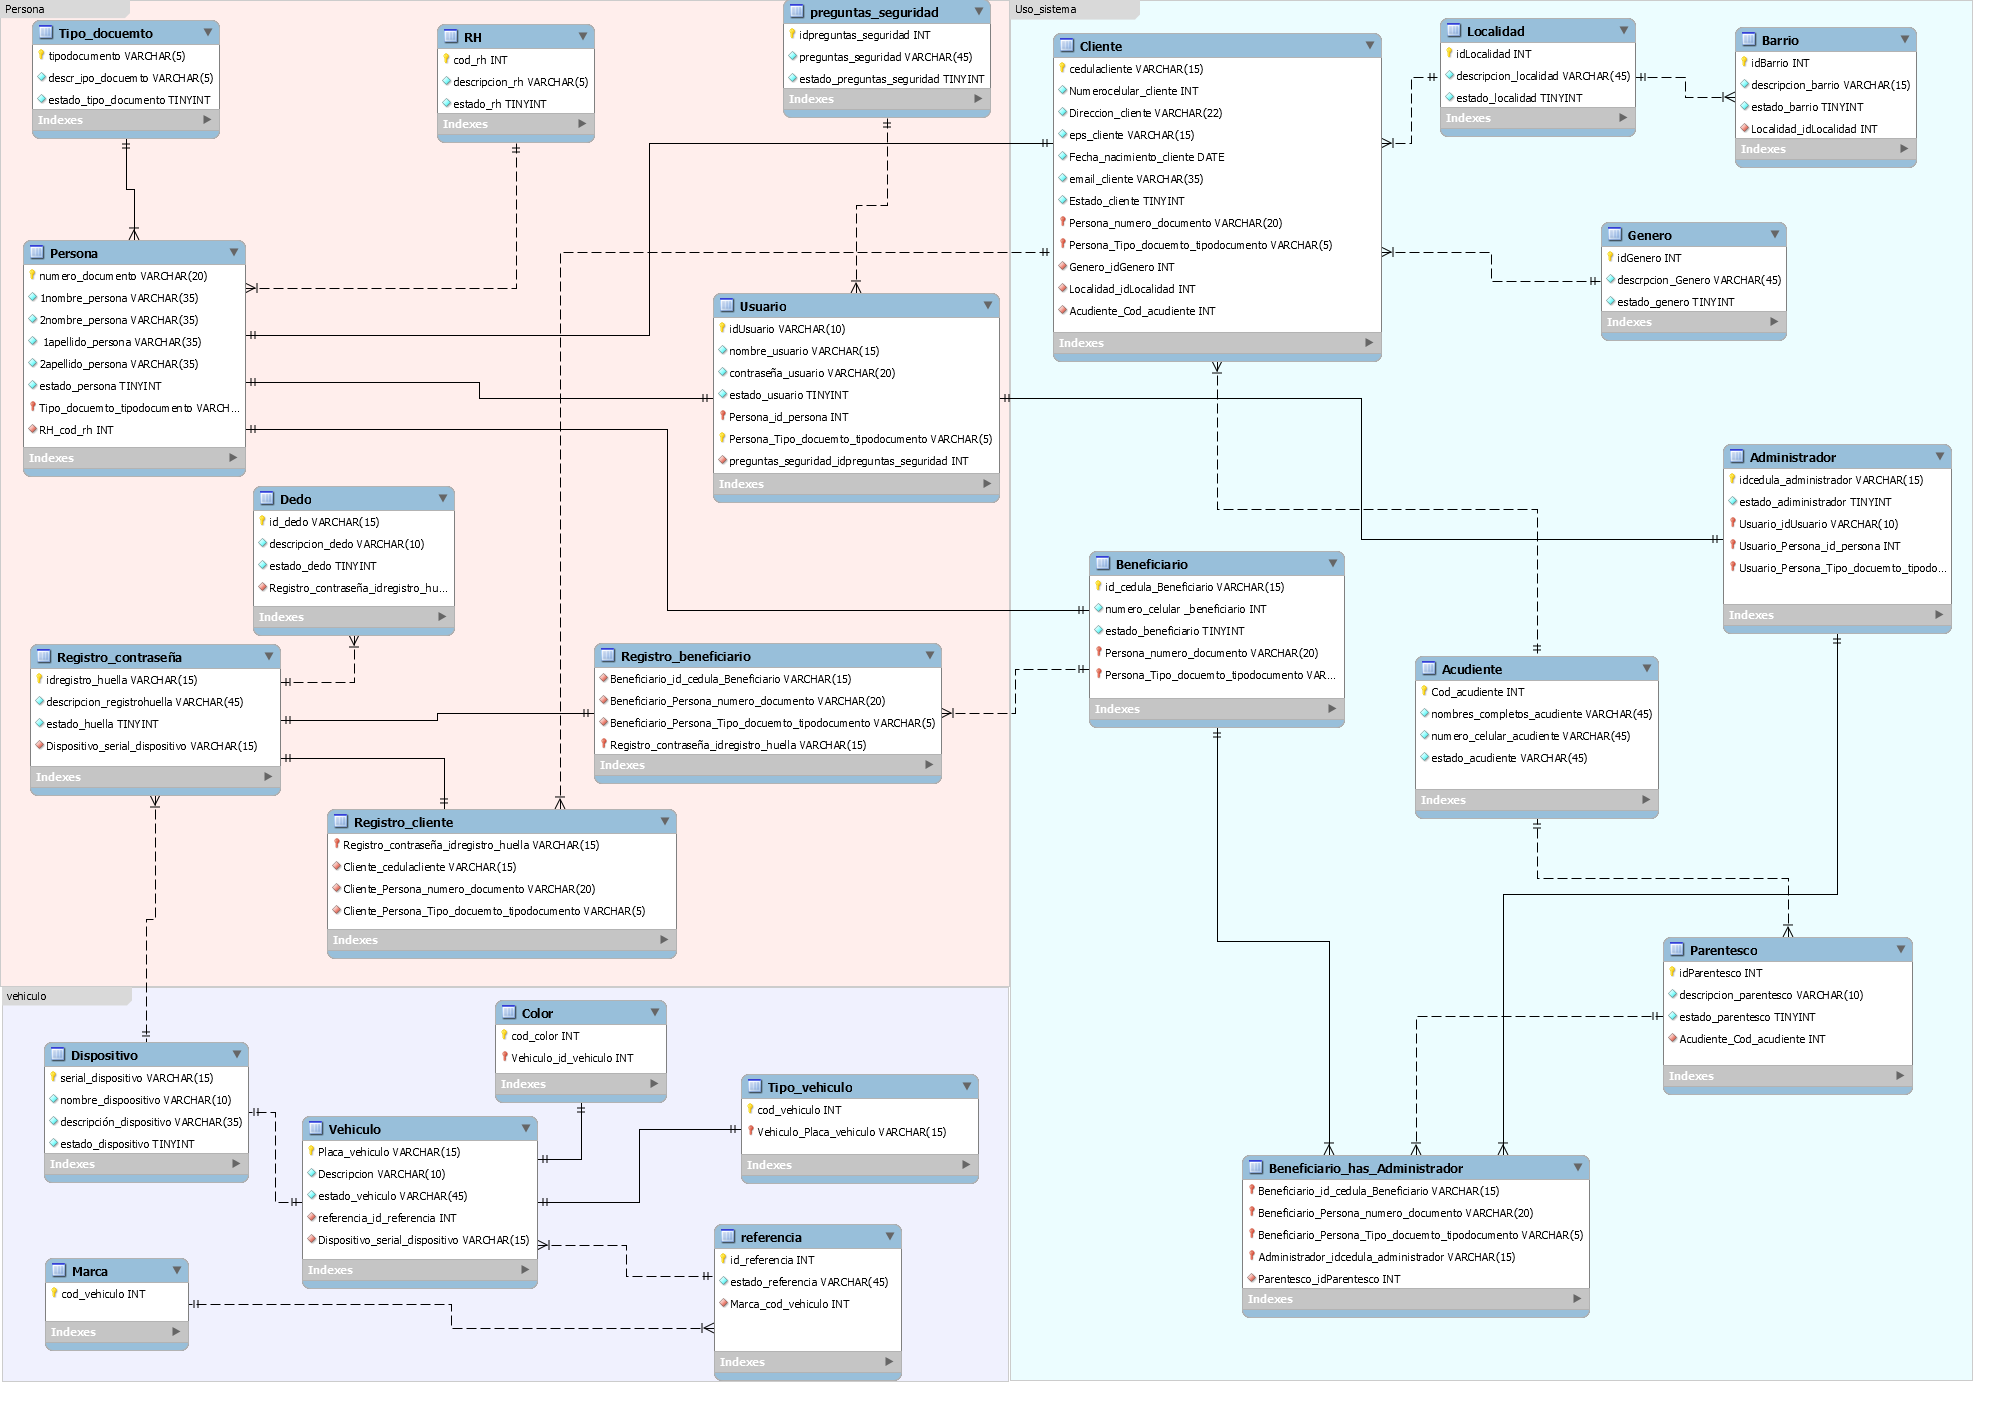 Persona
Tipo_docuemto
tipodocumento VARCHAR(5)
descr_ipo_docuemto VARCHAR(5)
estado_tipo_documento TINYINT
Indexes
RH
cod_rh INT
descripcion_rh VARCHAR(5)
estado_rh TINYINT
Indexes
preguntas_seguridad
idpreguntas_seguridad INT
preguntas_seguridad VARCHAR(45)
estado_preguntas_seguridad TINYINT
Indexes
Persona
numero_documento VARCHAR(20)
1nombre_persona VARCHAR(35)
2nombre_persona VARCHAR(35)
1apellido_persona VARCHAR(35)
2apellido_persona VARCHAR(35)
estado_persona TINYINT
Tipo_docuemto_tipodocumento VARCH...
RH_cod_rh INT
Indexes
Usuario
idUsuario VARCHAR(10)
nombre_usuario VARCHAR(15)
contraseña_usuario VARCHAR(20)
estado_usuario TINYINT
Persona_id_persona INT
Persona_Tipo_docuemto_tipodocumento VARCHAR(5)
preguntas_seguridad_idpreguntas_seguridad INT
Indexes
Dedo
id_dedo VARCHAR(15)
descripcion_dedo VARCHAR(10)
estado_dedo TINYINT
Registro_contraseña_idregistro_hu...
Indexes
Registro_contraseña
idregistro_huella VARCHAR(15)
descripcion_registrohuella VARCHAR(45)
estado_huella TINYINT
Dispositivo_serial_dispositivo VARCHAR(15)
Indexes
Registro_beneficiario
Beneficiario_id_cedula_Beneficiario VARCHAR(15)
Beneficiario_Persona_numero_documento VARCHAR(20)
Beneficiario_Persona_Tipo_docuemto_tipodocumento VARCHAR(5)
Registro_contraseña_idregistro_huella VARCHAR(15)
Indexes
Registro_cliente
Registro_contraseña_idregistro_huella VARCHAR(15)
Cliente_cedulacliente VARCHAR(15)
Cliente_Persona_numero_documento VARCHAR(20)
Cliente_Persona_Tipo_docuemto_tipodocumento VARCHAR(5)
Indexes
Uso_sistema
Cliente
cedulacliente VARCHAR(15)
Numerocelular_cliente INT
Direccion_cliente VARCHAR(22)
eps_cliente VARCHAR(15)
Fecha_nacimiento_cliente DATE
email_cliente VARCHAR(35)
Estado_cliente TINYINT
Persona_numero_documento VARCHAR(20)
Persona_Tipo_docuemto_tipodocumento VARCHAR(5)
Genero_idGenero INT
Localidad_idLocalidad INT
Acudiente_Cod_acudiente INT
Indexes
Localidad
idLocalidad INT
descripcion_localidad VARCHAR(45)
estado_localidad TINYINT
Indexes
Barrio
idBarrio INT
descripcion_barrio VARCHAR(15)
estado_barrio TINYINT
Localidad_idLocalidad INT
Indexes
Genero
idGenero INT
descrpcion_Genero VARCHAR(45)
estado_genero TINYINT
Indexes
Administrador
idcedula_administrador VARCHAR(15)
estado_adiministrador TINYINT
Usuario_idUsuario VARCHAR(10)
Usuario_Persona_id_persona INT
Usuario_Persona_Tipo_docuemto_tipodo...
Indexes
Beneficiario
id_cedula_Beneficiario VARCHAR(15)
numero_celular _beneficiario INT
estado_beneficiario TINYINT
Persona_numero_documento VARCHAR(20)
Persona_Tipo_docuemto_tipodocumento VAR...
Indexes
Acudiente
Cod_acudiente INT
nombres_completos_acudiente VARCHAR(45)
numero_celular_acudiente VARCHAR(45)
estado_acudiente VARCHAR(45)
Indexes
Parentesco
idParentesco INT
descripcion_parentesco VARCHAR(10)
estado_parentesco TINYINT
Acudiente_Cod_acudiente INT
Indexes
Beneficiario_has_Administrador
Beneficiario_id_cedula_Beneficiario VARCHAR(15)
Beneficiario_Persona_numero_documento VARCHAR(20)
Beneficiario_Persona_Tipo_docuemto_tipodocumento VARCHAR(5)
Administrador_idcedula_administrador VARCHAR(15)
Parentesco_idParentesco INT
Indexes
vehiculo
Dispositivo
serial_dispositivo VARCHAR(15)
nombre_dispoositivo VARCHAR(10)
descripción_dispositivo VARCHAR(35)
estado_dispositivo TINYINT
Indexes
Color
cod_color INT
Vehiculo_id_vehiculo INT
Indexes
Tipo_vehiculo
cod_vehiculo INT
Vehiculo_Placa_vehiculo VARCHAR(15)
Indexes
Vehiculo
Placa_vehiculo VARCHAR(15)
Descripcion VARCHAR(10)
estado_vehiculo VARCHAR(45)
referencia_id_referencia INT
Dispositivo_serial_dispositivo VARCHAR(15)
Indexes
Marca
cod_vehiculo INT
Indexes
referencia
id_referencia INT
estado_referencia VARCHAR(45)
Marca_cod_vehiculo INT
Indexes